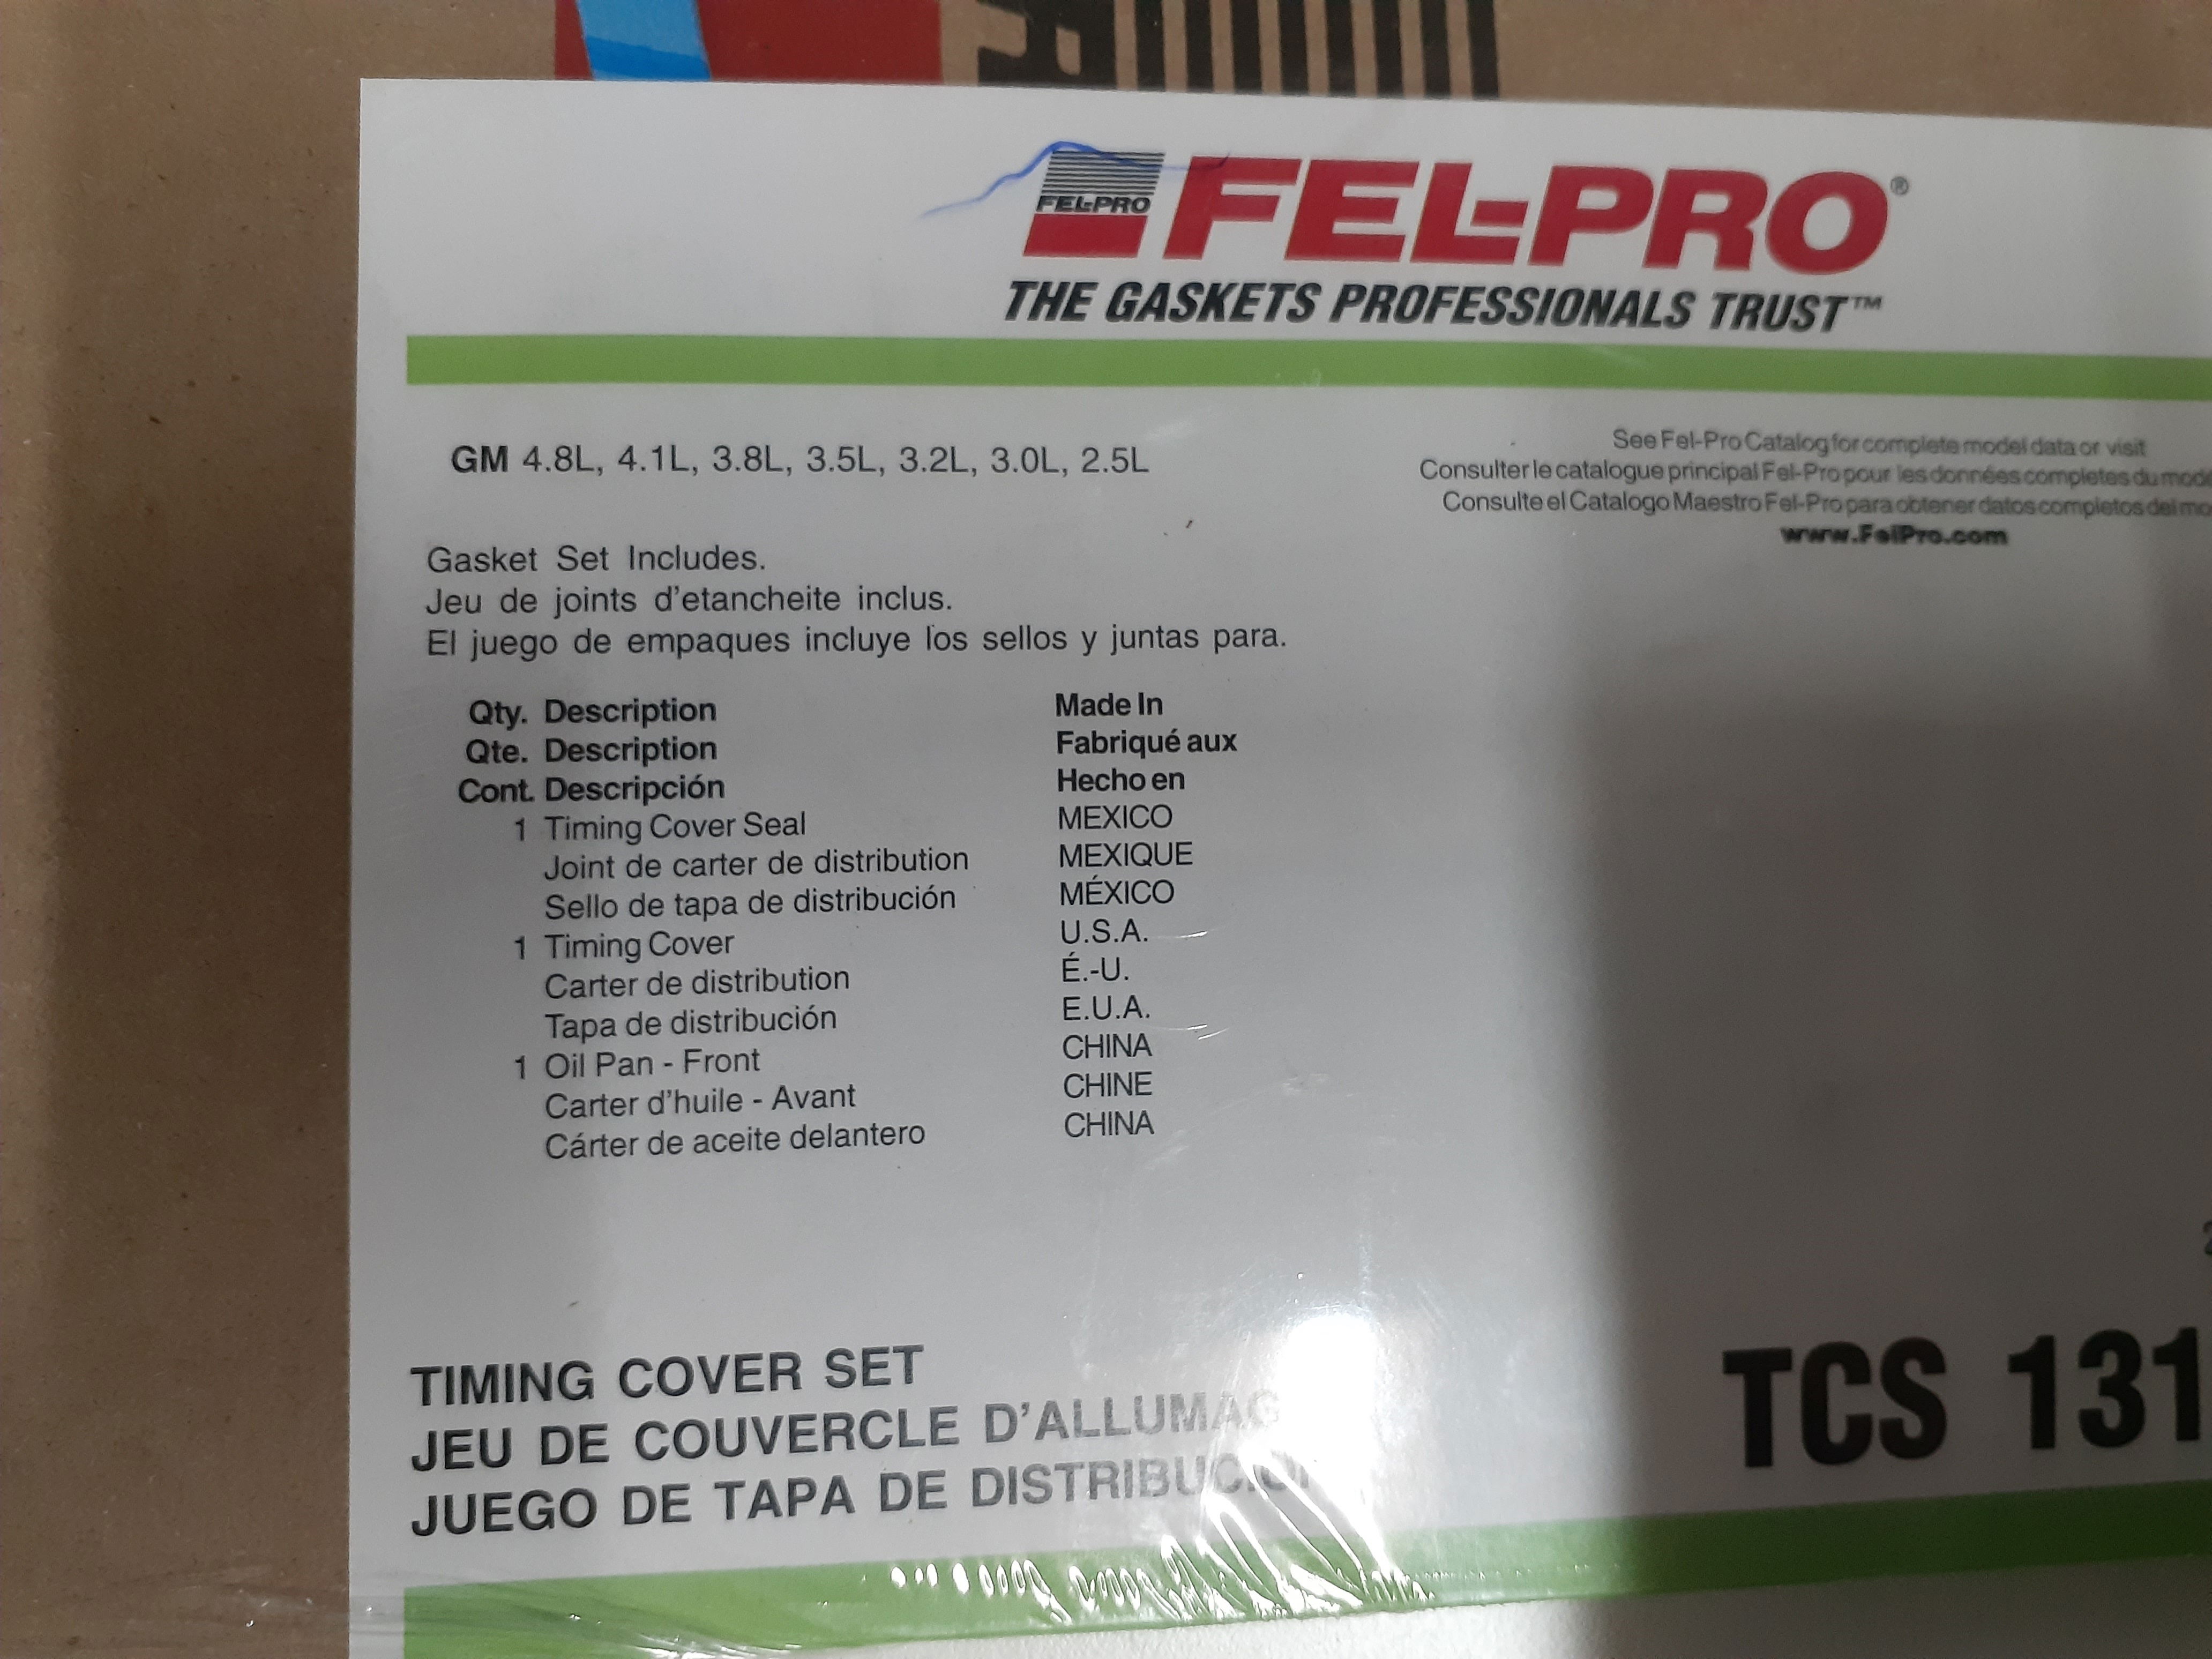 FEL-PRO
FEL-PRO®
THE GASKETS PROFESSIONALS TRUST™
GM 4.8L, 4.1L, 3.8L, 3.5L, 3.2L, 3.0L, 2.5L
See Fel-Pro Catalog for complete model data or visit
Consulter le catalogue principal Fel-Pro pour les données completes du
Consulte el Catalogo Maestro Fel-Pro para obtener datos completos del
www.FelPro.com
Gasket Set Includes.
Jeu de joints d'etancheite inclus.
El juego de empaques incluye los sellos y juntas para.
Qty. Description Made In
Qte. Description Fabriqué aux
Cont. Descripción Hecho en
1 Timing Cover Seal MEXICO
Joint de carter de distribution MEXIQUE
Sello de tapa de distribución MÉXICO
1 Timing Cover U.S.A.
Carter de distribution É.-U.
Tapa de distribución E.U.A.
1 Oil Pan - Front CHINA
Carter d'huile - Avant CHINE
Cárter de aceite delantero CHINA
TIMING COVER SET
JEU DE COUVERCLE D'ALLUMAG
JUEGO DE TAPA DE DISTRIBUCION
TCS 131